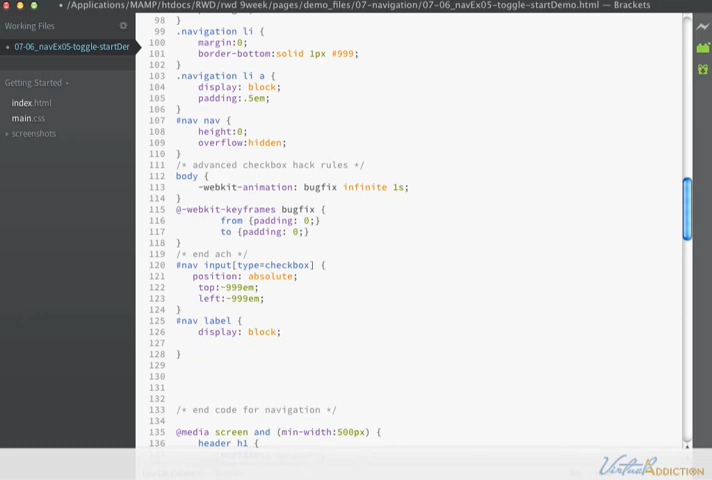 /Applications/MAMP/htdocs/RWD/rwd 9week/pages/demo_files/07-navigation/07-06_navEx05-toggle-startDemo.html — Brackets
Working Files
• 07-06_navEx05-toggle-startDer
Getting Started
index.html
main.css
screenshots
98 }
99 .navigation li {
100 margin:0;
101 border-bottom:solid 1px #999;
102 }
103 .navigation li a {
104 display: block;
105 padding:.5em;
106 }
107 #nav nav {
108 height:0;
109 overflow:hidden;
110 }
111 /* advanced checkbox hack rules */
112 body {
113 -webkit-animation: bugfix infinite 1s;
114 }
115 @-webkit-keyframes bugfix {
116 from {padding: 0;}
117 to {padding: 0;}
118 }
119 /* end ach */
120 #nav input[type=checkbox] {
121 position: absolute;
122 top:-999em;
123 left:-999em;
124 }
125 #nav label {
126 display: block;
127
128 }
129
130
131
132
133 /* end code for navigation */
134
135 @media screen and (min-width:500px) {
136 header h1 {
Virtual ADDICTION